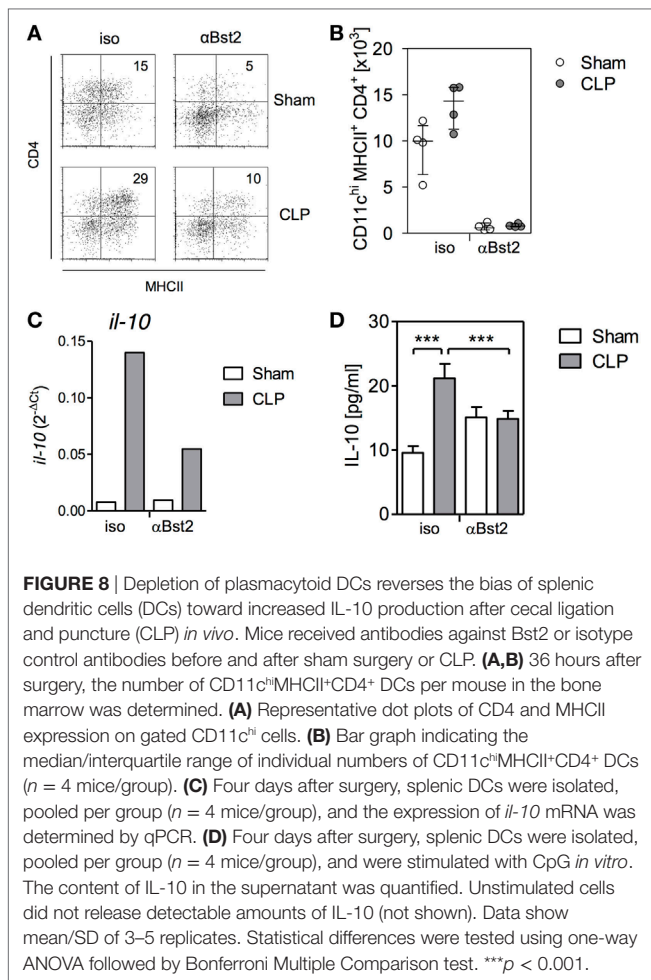 A
iso
αBst2
15
5
Sham
29
10
CLP
CD4
MHCII
B
CD11c^hi MHCII⁺ CD4⁺ [x10³]
20
15
10
5
0
iso
αBst2
Sham
CLP
C
il-10
il-10 (2^-ΔCt)
0.15
0.10
0.05
0.00
iso
αBst2
Sham
CLP
D
IL-10 [pg/ml]
30
20
10
0
***
***
iso
αBst2
Sham
CLP
FIGURE 8 | Depletion of plasmacytoid DCs reverses the bias of splenic
dendritic cells (DCs) toward increased IL-10 production after cecal ligation
and puncture (CLP) in vivo. Mice received antibodies against Bst2 or isotype
control antibodies before and after sham surgery or CLP. (A,B) 36 hours after
surgery, the number of CD11c^hiMHCII⁺CD4⁺ DCs per mouse in the bone
marrow was determined. (A) Representative dot plots of CD4 and MHCII
expression on gated CD11c^hi cells. (B) Bar graph indicating the
median/interquartile range of individual numbers of CD11c^hiMHCII⁺CD4⁺ DCs
(n = 4 mice/group). (C) Four days after surgery, splenic DCs were isolated,
pooled per group (n = 4 mice/group), and the expression of il-10 mRNA was
determined by qPCR. (D) Four days after surgery, splenic DCs were isolated,
pooled per group (n = 4 mice/group), and were stimulated with CpG in vitro.
The content of IL-10 in the supernatant was quantified. Unstimulated cells
did not release detectable amounts of IL-10 (not shown). Data show
mean/SD of 3–5 replicates. Statistical differences were tested using one-way
ANOVA followed by Bonferroni Multiple Comparison test. ***p < 0.001.